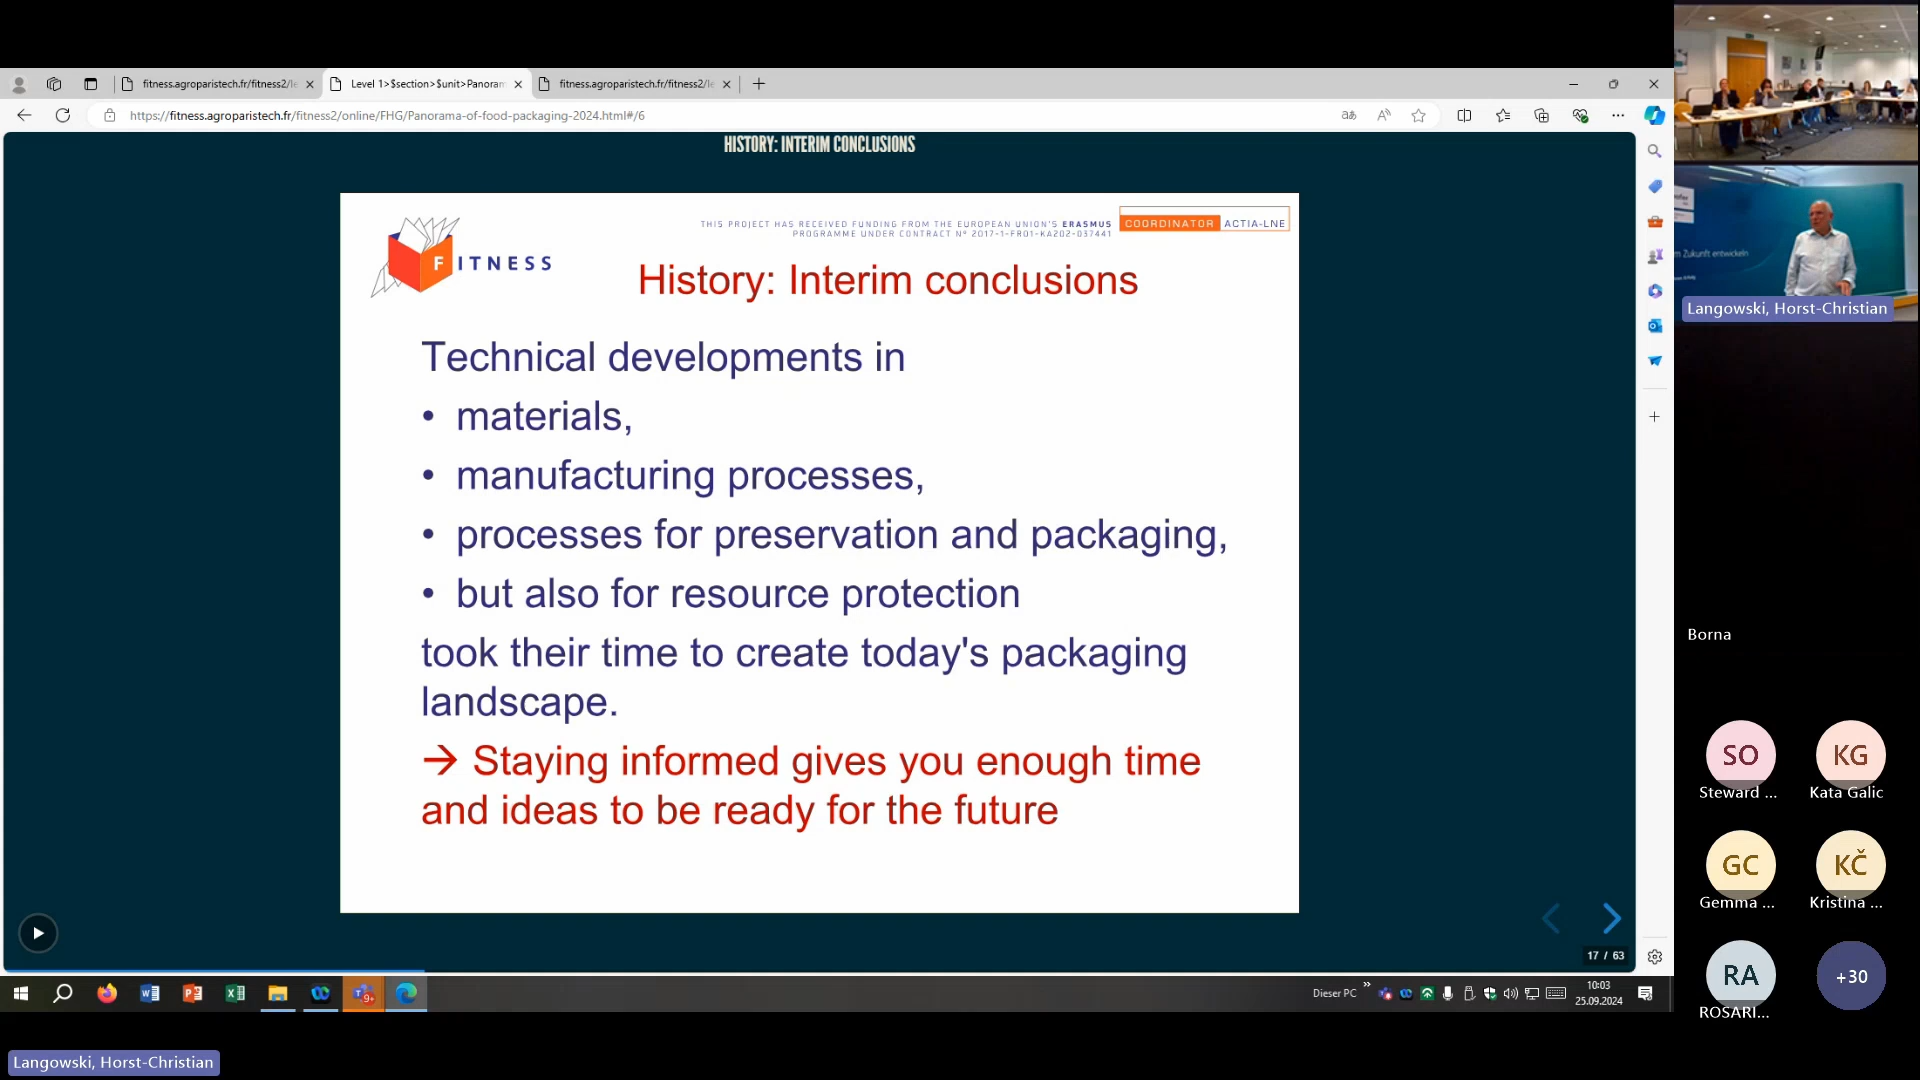 fitness.agroparistech.fr/fitness2/le
Level 1>$section>$unit>Panoram
fitness.agroparistech.fr/fitness2/le
https://fitness.agroparistech.fr/fitness2/online/FHG/Panorama-of-food-packaging-2024.html#/6
HISTORY: INTERIM CONCLUSIONS
THIS PROJECT HAS RECEIVED FUNDING FROM THE EUROPEAN UNION'S ERASMUS
PROGRAMME UNDER CONTRACT N° 2017-1-FR01-KA202-037441
COORDINATOR ACTIA-LNE
FITNESS
History: Interim conclusions
Technical developments in
• materials,
• manufacturing processes,
• processes for preservation and packaging,
• but also for resource protection
took their time to create today's packaging
landscape.
→ Staying informed gives you enough time
and ideas to be ready for the future
17 / 63
Dieser PC
10:03
25.09.2024
Langowski, Horst-Christian
Zukunft entwickeln
Langowski, Horst-Christian
Borna
SO
Steward ...
KG
Kata Galic
GC
Gemma ...
KČ
Kristina ...
RA
ROSARI...
+30